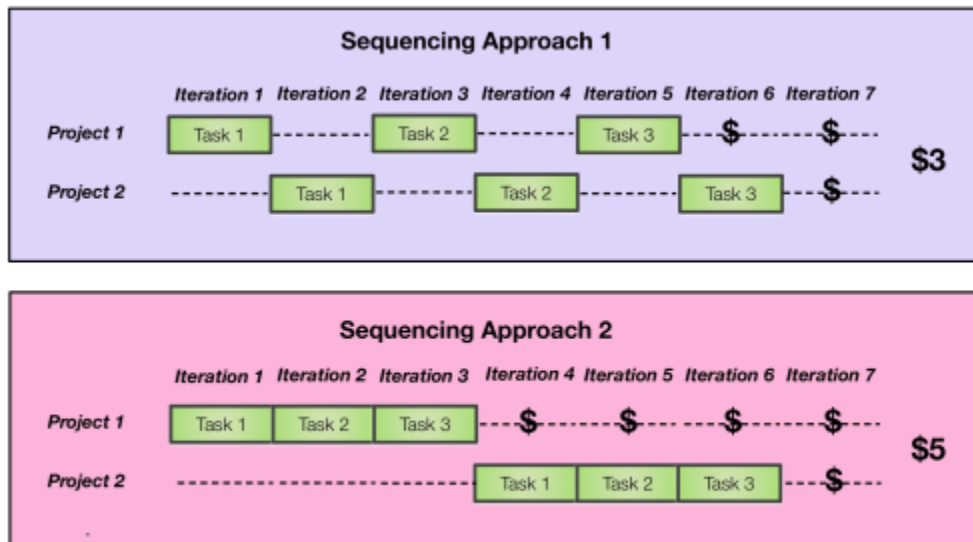 Sequencing Approach 1
Iteration 1 Iteration 2 Iteration 3 Iteration 4 Iteration 5 Iteration 6 Iteration 7
Project 1 Task 1 Task 2 Task 3 $ $
$3
Project 2 Task 1 Task 2 Task 3 $
Sequencing Approach 2
Iteration 1 Iteration 2 Iteration 3 Iteration 4 Iteration 5 Iteration 6 Iteration 7
Project 1 Task 1 Task 2 Task 3 $ $ $ $
$5
Project 2 Task 1 Task 2 Task 3 $